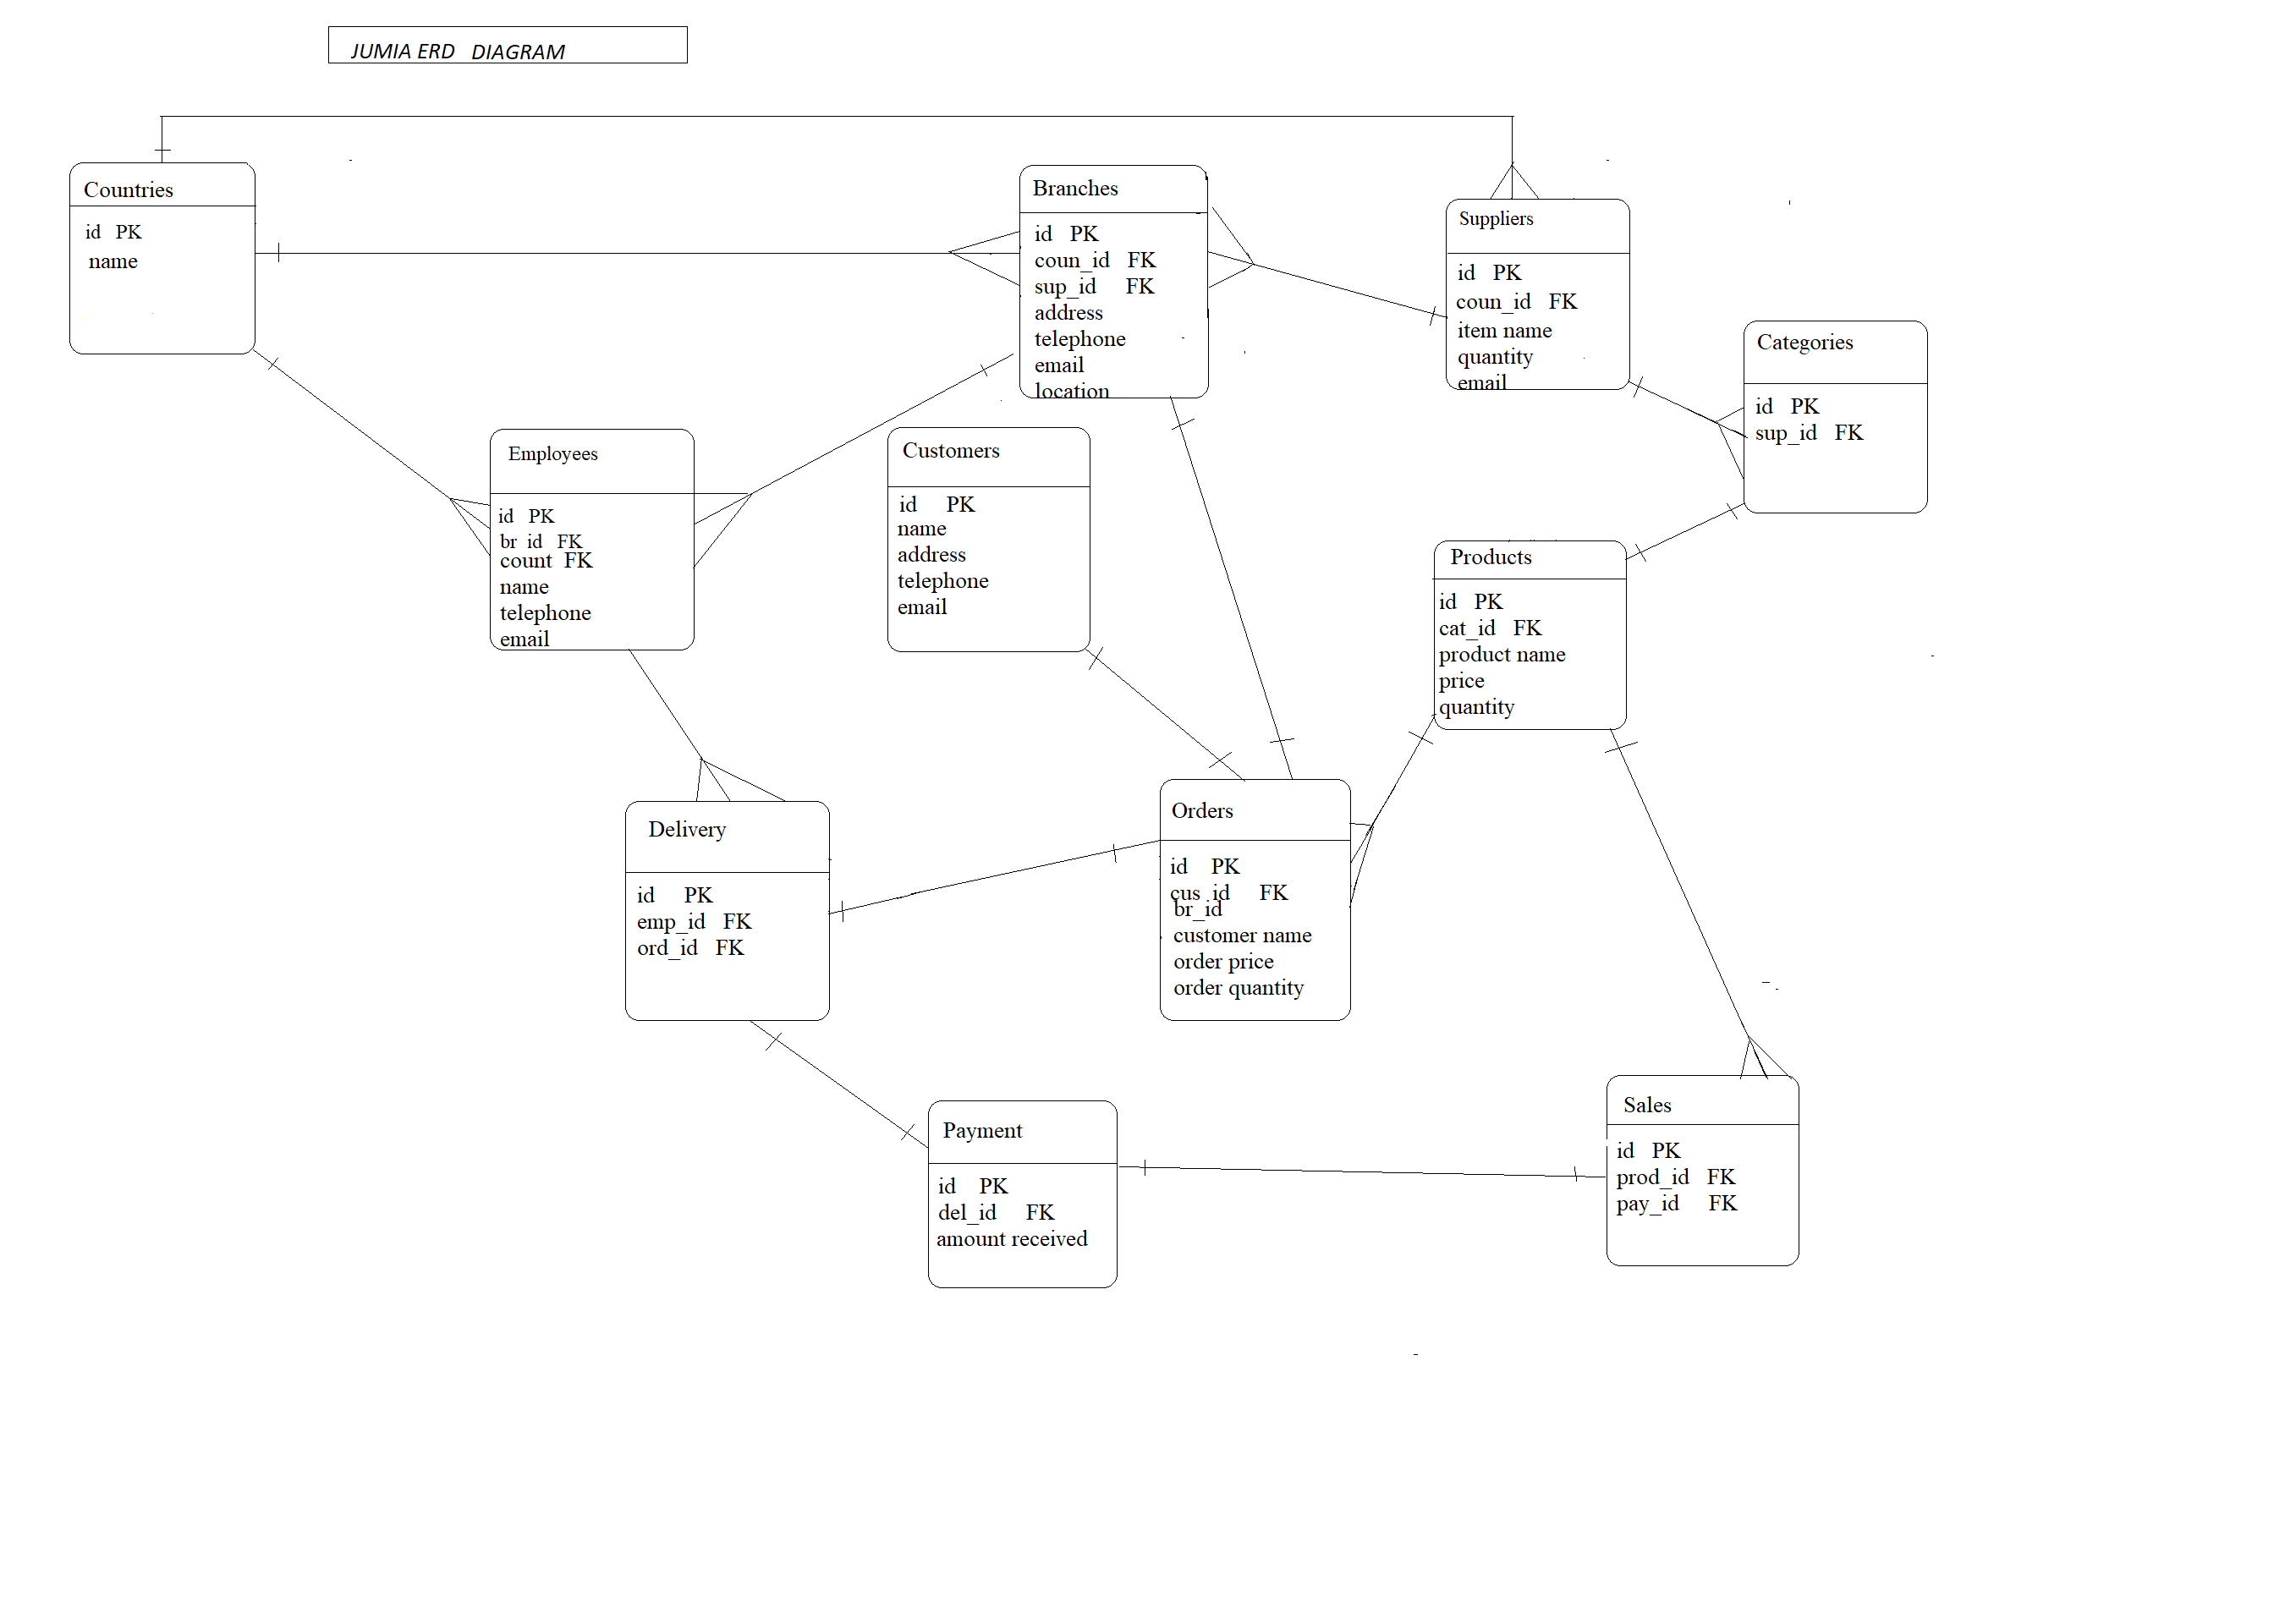 JUMIA ERD DIAGRAM
Countries
id PK
name
Branches
id PK
coun_id FK
sup_id FK
address
telephone
email
location
Suppliers
id PK
coun_id FK
item name
quantity
email
Categories
id PK
sup_id FK
Employees
id PK
br_id FK
count FK
name
telephone
email
Customers
id PK
name
address
telephone
email
Products
id PK
cat_id FK
product name
price
quantity
Delivery
id PK
emp_id FK
ord_id FK
Orders
id PK
cus_id FK
br_id
customer name
order price
order quantity
Payment
id PK
del_id FK
amount received
Sales
id PK
prod_id FK
pay_id FK